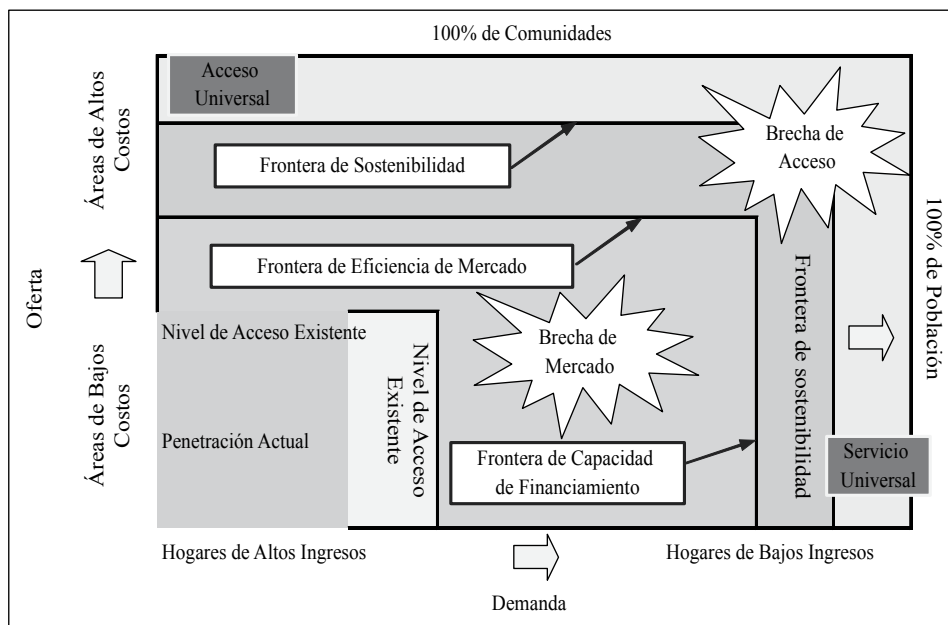 100% de Comunidades
Acceso
Universal
Áreas de Altos
Costos
Brecha de
Acceso
Frontera de Sostenibilidad
100% de Población
Frontera de Eficiencia de Mercado
Oferta
Frontera de sostenibilidad
Nivel de Acceso Existente
Brecha de
Mercado
Nivel de Acceso
Existente
Áreas de Bajos
Costos
Penetración Actual
Frontera de Capacidad
de Financiamiento
Servicio
Universal
Hogares de Altos Ingresos
Hogares de Bajos Ingresos
Demanda